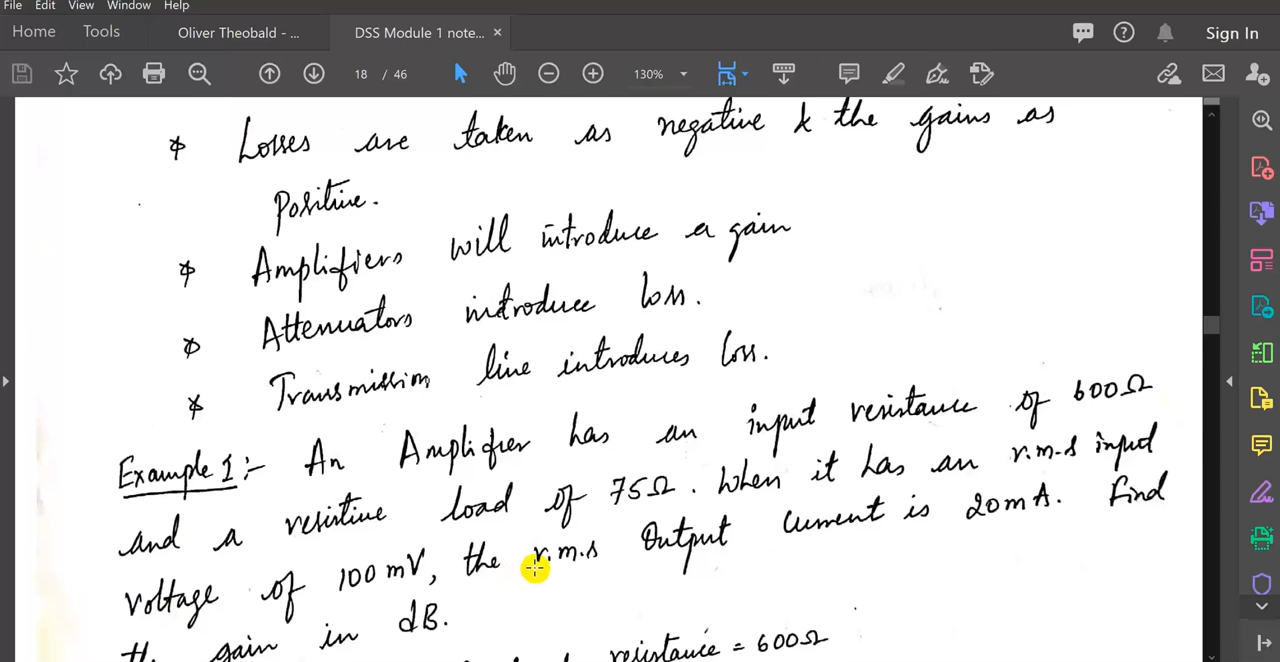 File Edit View Window Help
Home Tools Oliver Theobald - ... DSS Module 1 note... × Sign In
18 / 46 130%
* Losses are taken as negative & the gains as
Positive.
* Amplifiers will introduce a gain
* Attenuators introduce loss.
* Transmission line introduces loss.
Example 1:- An Amplifier has an input resistance of 600Ω
and a resistive load of 75Ω. When it has an r.m.s input
voltage of 100mV, the r.m.s Output current is 20mA. Find
the gain in dB.
resistance = 600Ω